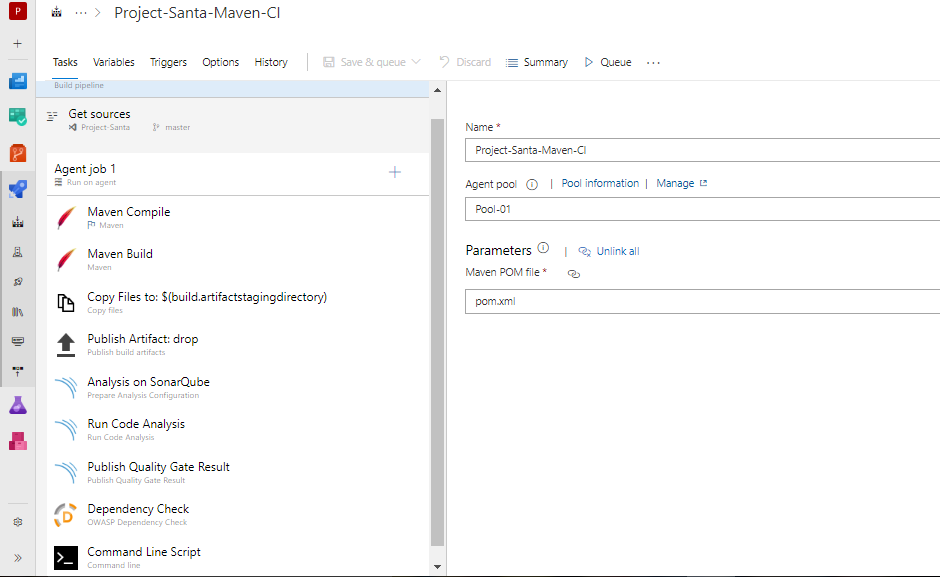 P
... > Project-Santa-Maven-CI
Tasks Variables Triggers Options History | Save & queue Discard Summary Queue ...
Build pipeline
Get sources
Project-Santa master
Agent job 1
Run on agent
Maven Compile
Maven
Maven Build
Maven
Copy Files to: $(build.artifactstagingdirectory)
Copy files
Publish Artifact: drop
Publish build artifacts
Analysis on SonarQube
Prepare Analysis Configuration
Run Code Analysis
Run Code Analysis
Publish Quality Gate Result
Publish Quality Gate Result
Dependency Check
OWASP Dependency Check
Command Line Script
Command line
Name *
Project-Santa-Maven-CI
Agent pool | Pool information | Manage
Pool-01
Parameters | Unlink all
Maven POM file *
pom.xml